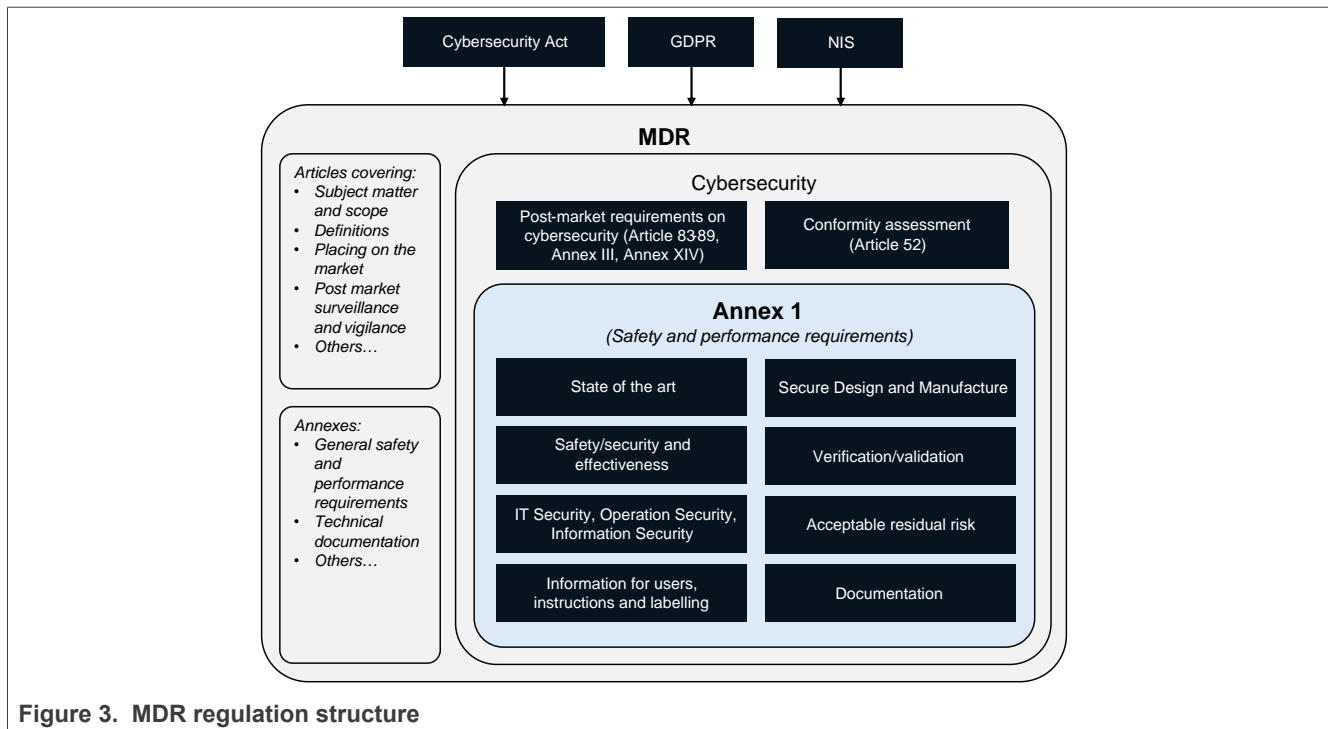 Cybersecurity Act
GDPR
NIS
MDR
Articles covering:
• Subject matter
and scope
• Definitions
• Placing on the
market
• Post market
surveillance
and vigilance
• Others…
Annexes:
• General safety
and
performance
requirements
• Technical
documentation
• Others…
Cybersecurity
Post-market requirements on
cybersecurity (Article 83-89,
Annex III, Annex XIV)
Conformity assessment
(Article 52)
Annex 1
(Safety and performance requirements)
State of the art
Secure Design and Manufacture
Safety/security and
effectiveness
Verification/validation
IT Security, Operation Security,
Information Security
Acceptable residual risk
Information for users,
instructions and labelling
Documentation
Figure 3. MDR regulation structure